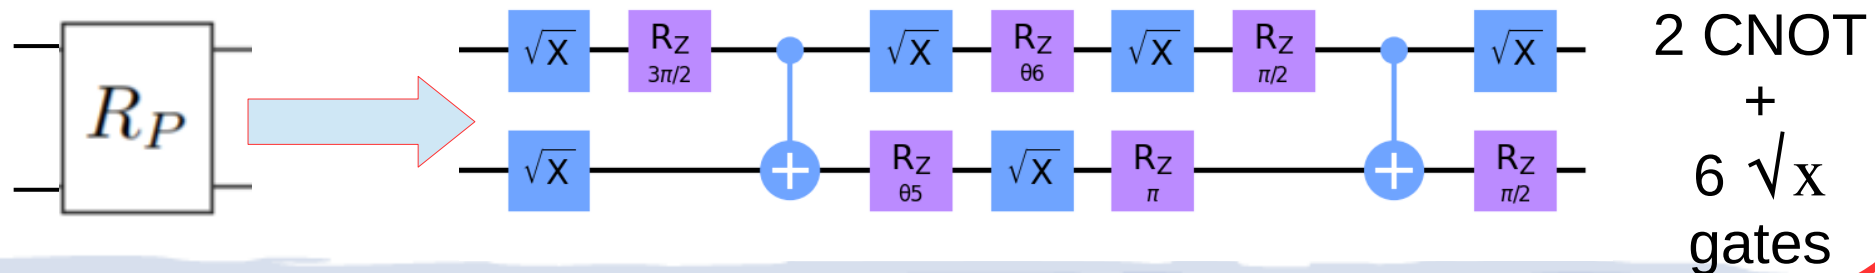 R_P
√X R_Z 3π/2 √X R_Z θ6 √X R_Z π/2 √X
√X + R_Z θ5 √X R_Z π + R_Z π/2
2 CNOT
+
6 √x
gates